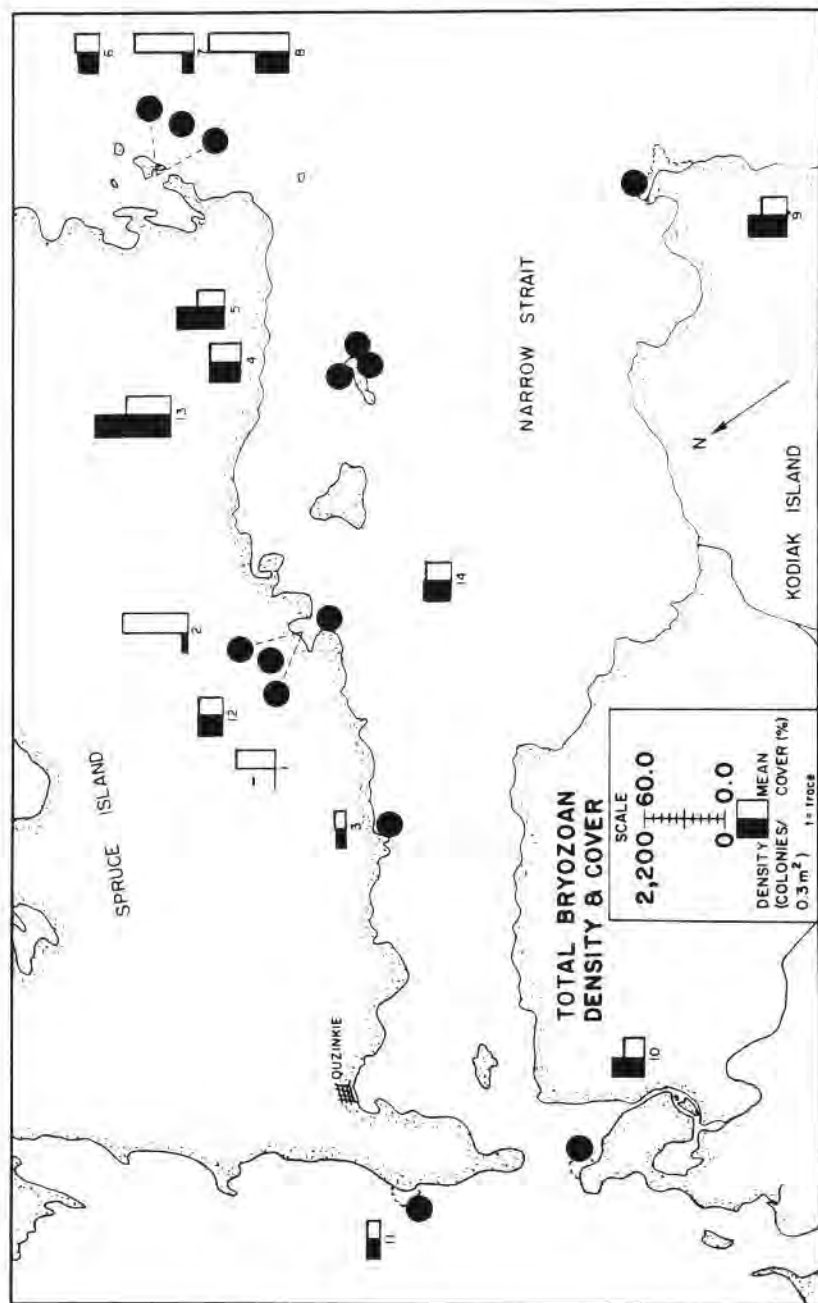 SPRUCE ISLAND
6
7
8
5
4
13
2
12
1
-
3
QUZINKIE
11
NARROW STRAIT
14
9
N
KODIAK ISLAND
10
TOTAL BRYOZOAN
DENSITY & COVER
SCALE
2,200 60.0
0 0.0
DENSITY MEAN
(COLONIES/ COVER (%)
0.3 m²) t = trace